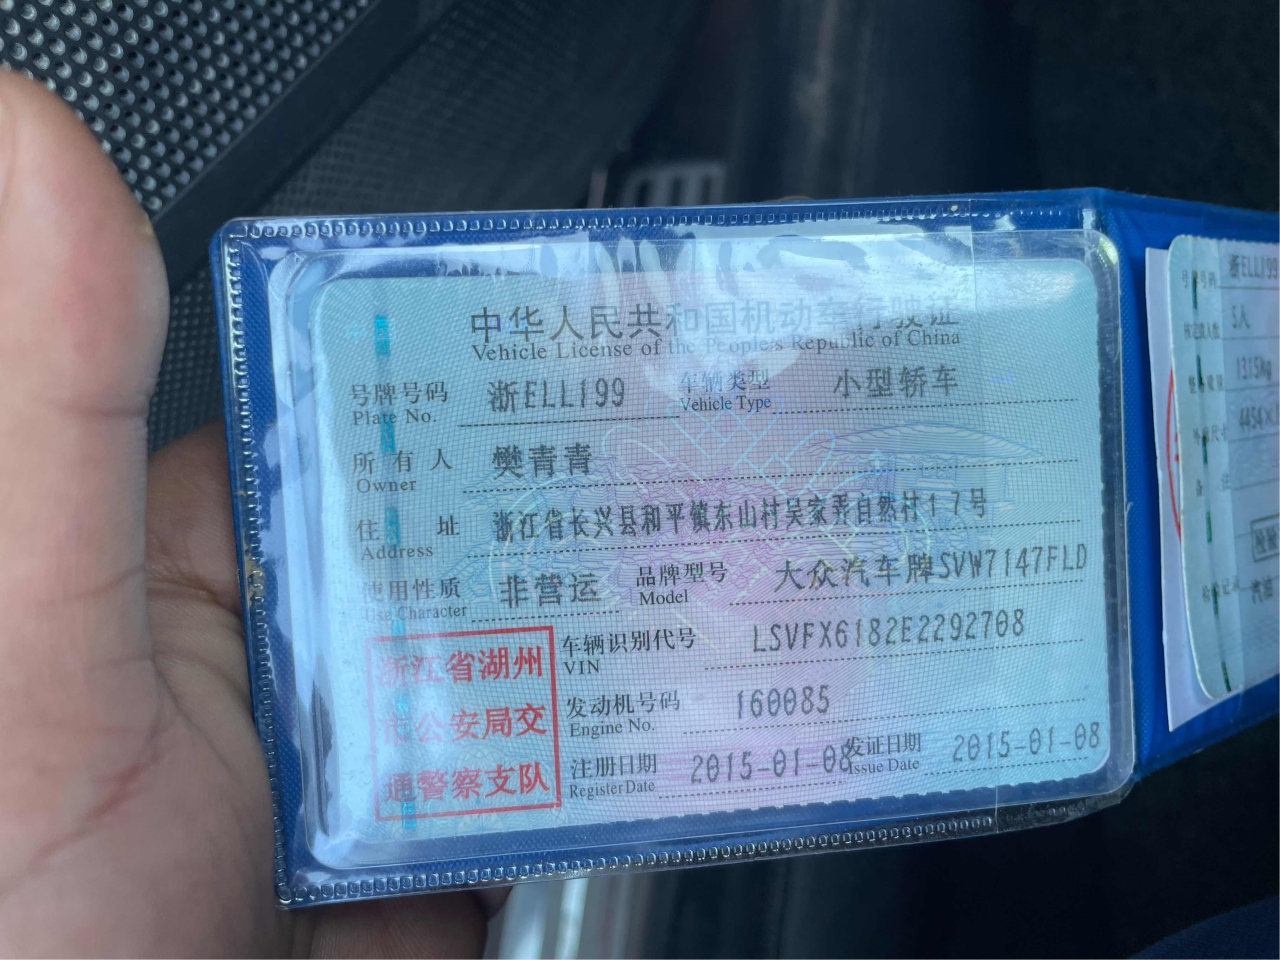 中华人民共和国机动车行驶证
Vehicle License of the People's Republic of China
号牌号码 浙ELL199 车辆类型 小型轿车
Plate No. Vehicle Type
所有人 樊青青
Owner
住址 浙江省长兴县和平镇东山村吴家弄自然村17号
Address
使用性质 非营运 品牌型号 大众汽车牌SVW7147FLD
Use Character Model
车辆识别代号 LSVFX6182E2292708
VIN
发动机号码 160085
Engine No.
注册日期 2015-01-08 发证日期 2015-01-08
Register Date Issue Date
浙江省湖州
市公安局交
通警察支队
号牌号码 浙ELL199
5人
1315kg
汽油